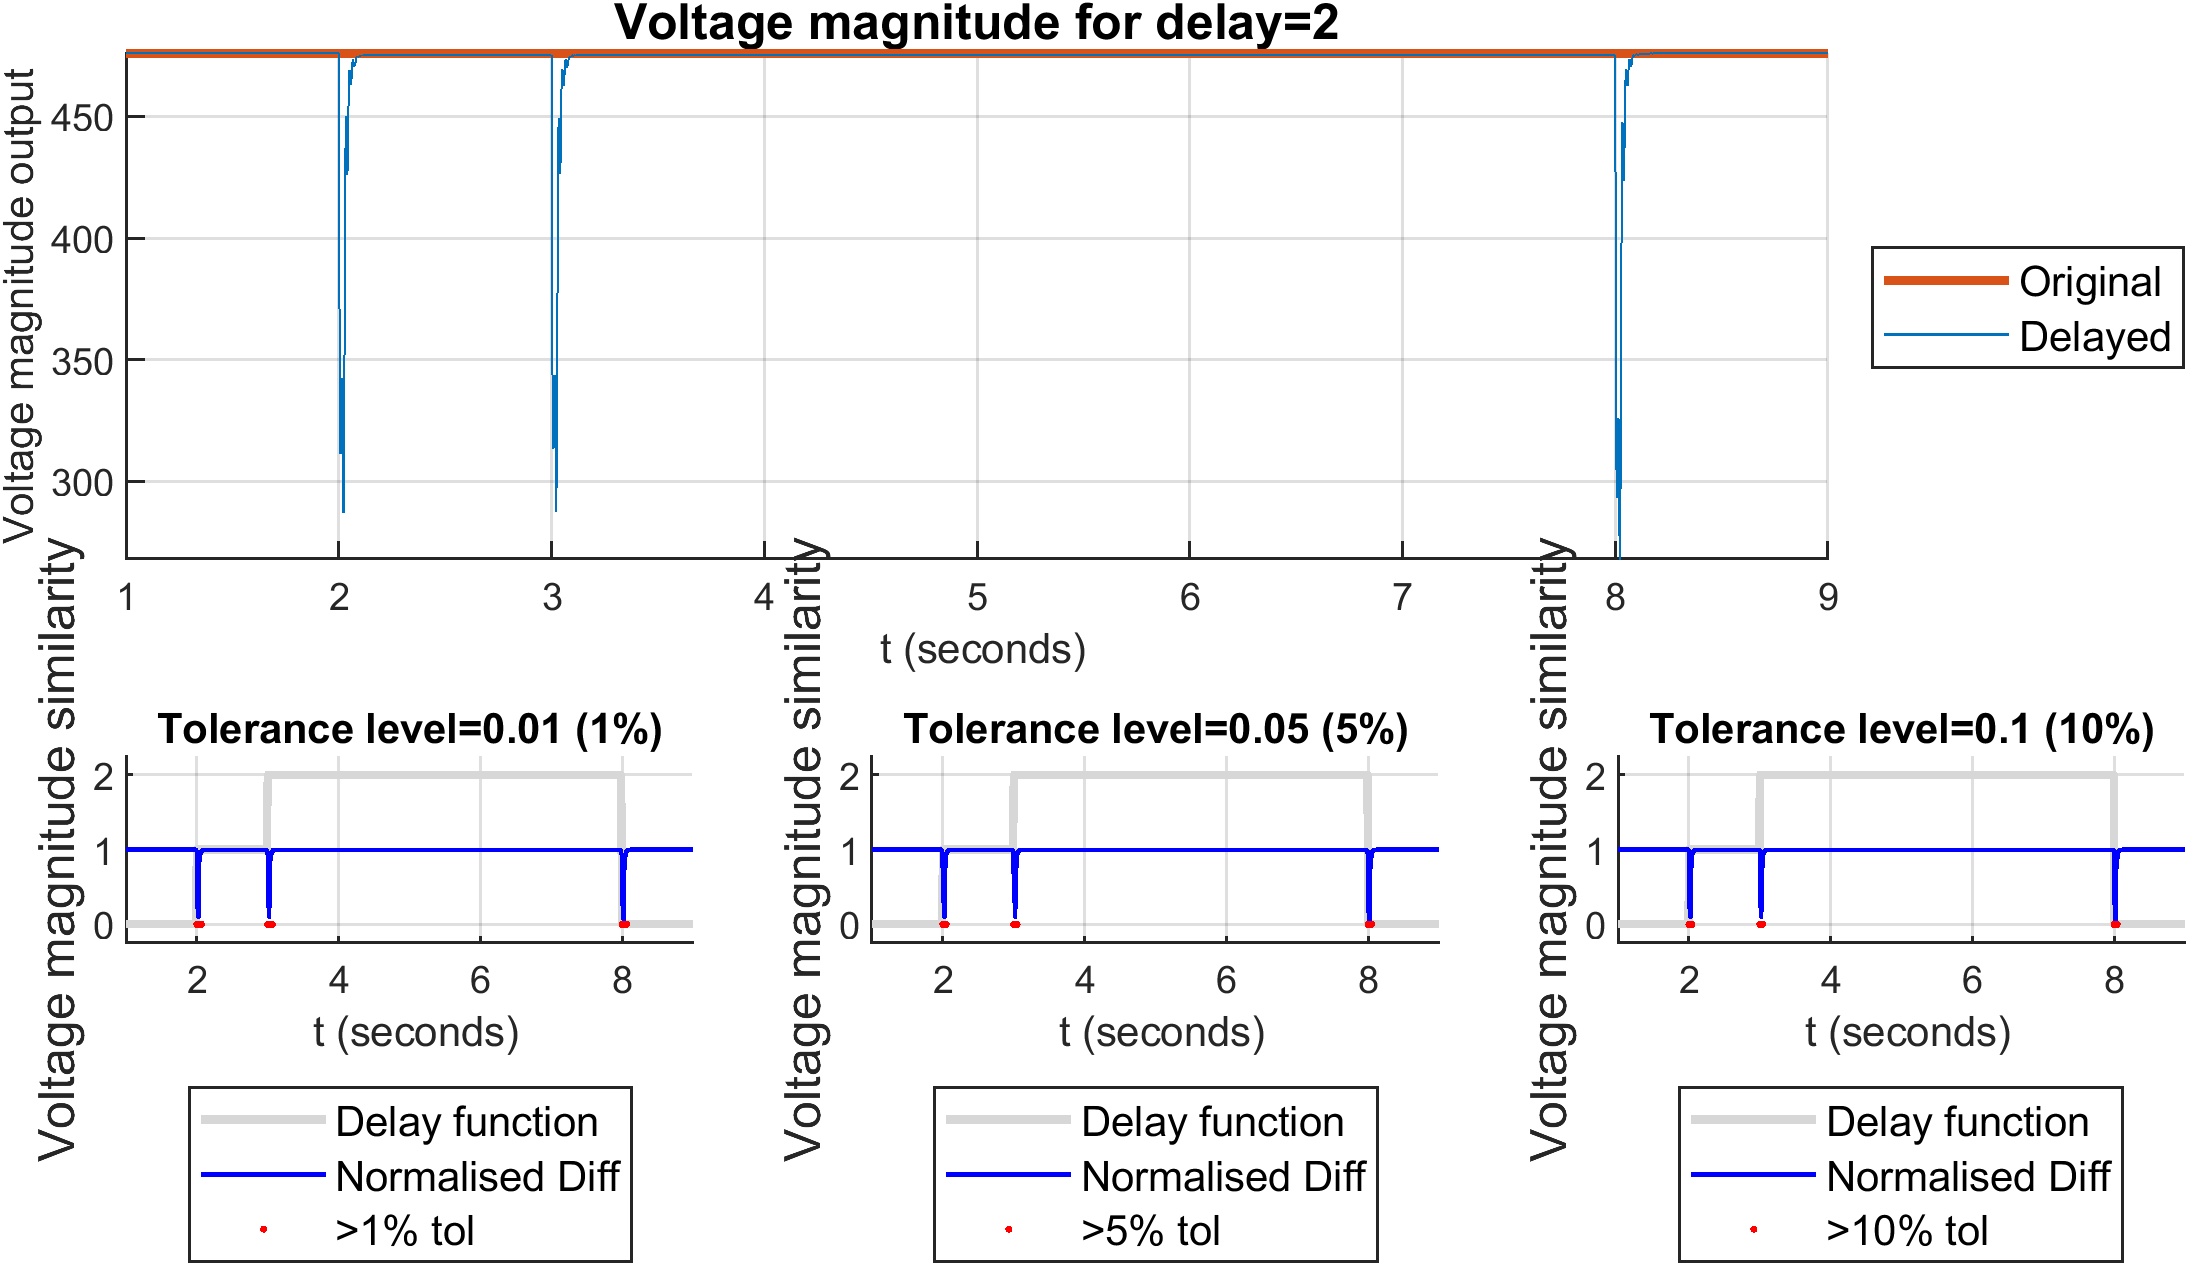 Voltage magnitude for delay=2
Voltage magnitude output
450
400
350
300
1 2 3 4 5 6 7 8 9
t (seconds)
Original
Delayed
Tolerance level=0.01 (1%)
Voltage magnitude similarity
2
1
0
2 4 6 8
t (seconds)
Delay function
Normalised Diff
>1% tol
Tolerance level=0.05 (5%)
Voltage magnitude similarity
2
1
0
2 4 6 8
t (seconds)
Delay function
Normalised Diff
>5% tol
Tolerance level=0.1 (10%)
Voltage magnitude similarity
2
1
0
2 4 6 8
t (seconds)
Delay function
Normalised Diff
>10% tol